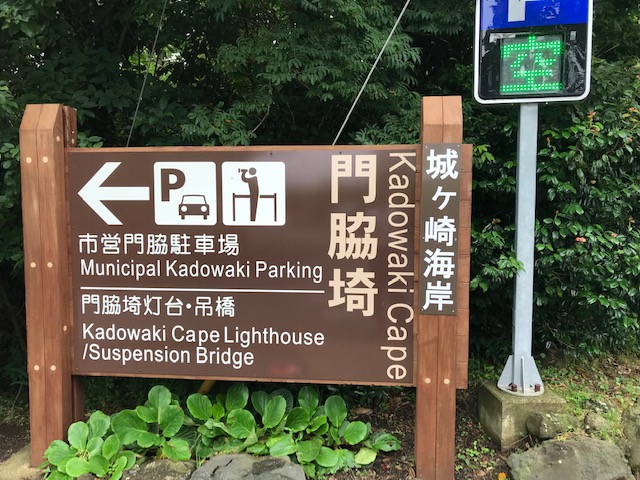 P
空
P
市営門脇駐車場
Municipal Kadowaki Parking
門脇埼灯台・吊橋
Kadowaki Cape Lighthouse
/Suspension Bridge
門脇埼
Kadowaki Cape
城ヶ崎海岸